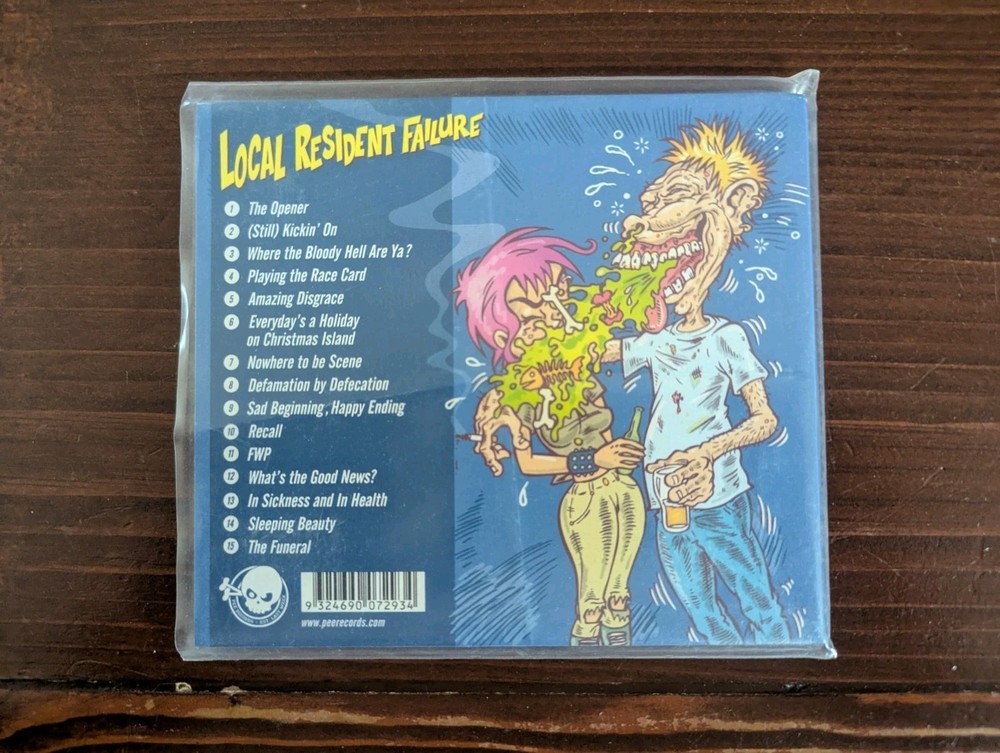 LOCAL RESIDENT FAILURE
1 The Opener
2 (Still) Kickin' On
3 Where the Bloody Hell Are Ya?
4 Playing the Race Card
5 Amazing Disgrace
6 Everyday's a Holiday
on Christmas Island
7 Nowhere to be Scene
8 Defamation by Defecation
9 Sad Beginning, Happy Ending
10 Recall
11 FWP
12 What's the Good News?
13 In Sickness and In Health
14 Sleeping Beauty
15 The Funeral
9 324690 072934
www.peerecords.com